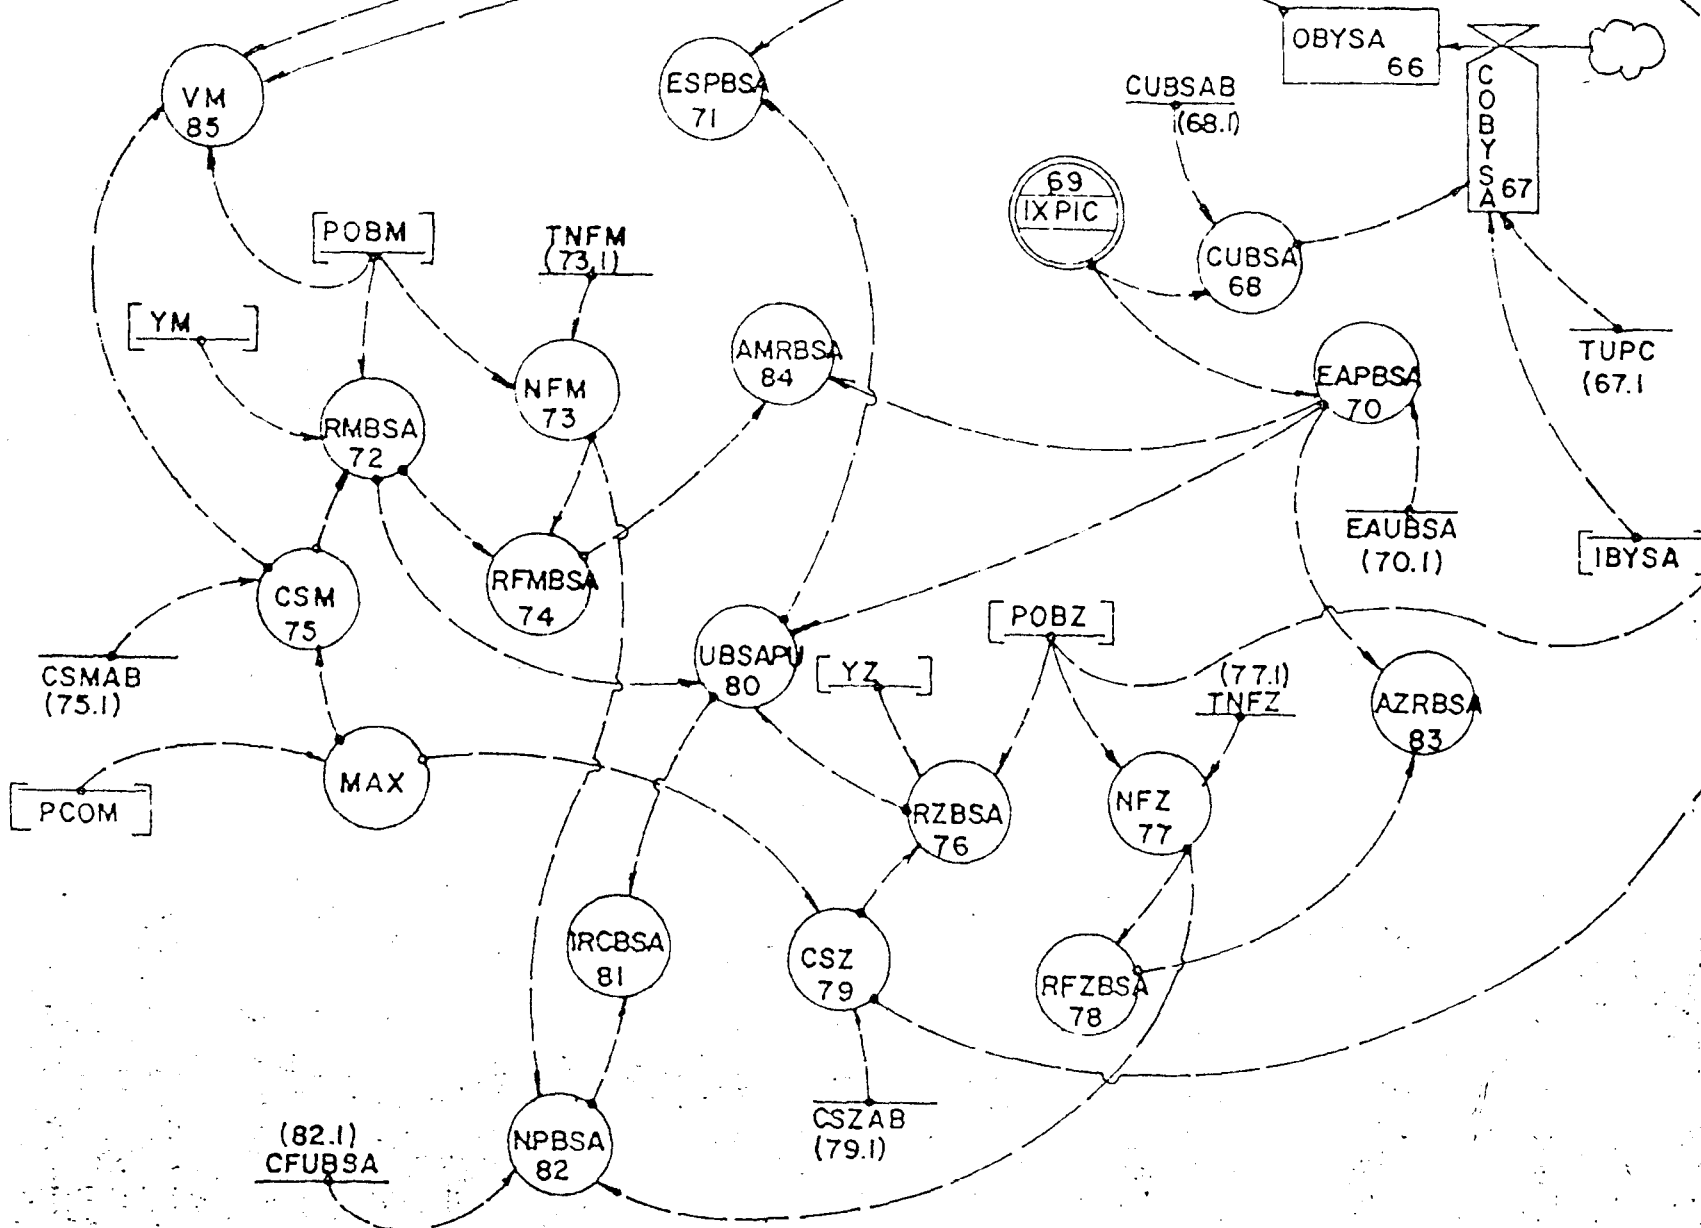 OBYSA
66
COBYSA
67
VM
85
ESPBSA
71
CUBSAB
(68.1)
69
IXPIC
CUBSA
68
[POBM]
TNFM
(73.1)
[YM]
AMRBSA
84
NFM
73
EAPBSA
70
TUPC
(67.1
RMBSA
72
EAUBSA
(70.1)
[IBYSA
CSM
75
RFMBSA
74
[POBZ]
UBSAPU
80
[YZ]
(77.1)
TNFZ
CSMAB
(75.1)
AZRBSA
83
MAX
[PCOM]
RZBSA
76
NFZ
77
IRCBSA
81
CSZ
79
RFZBSA
78
CSZAB
(79.1)
(82.1)
CFUBSA
NPBSA
82